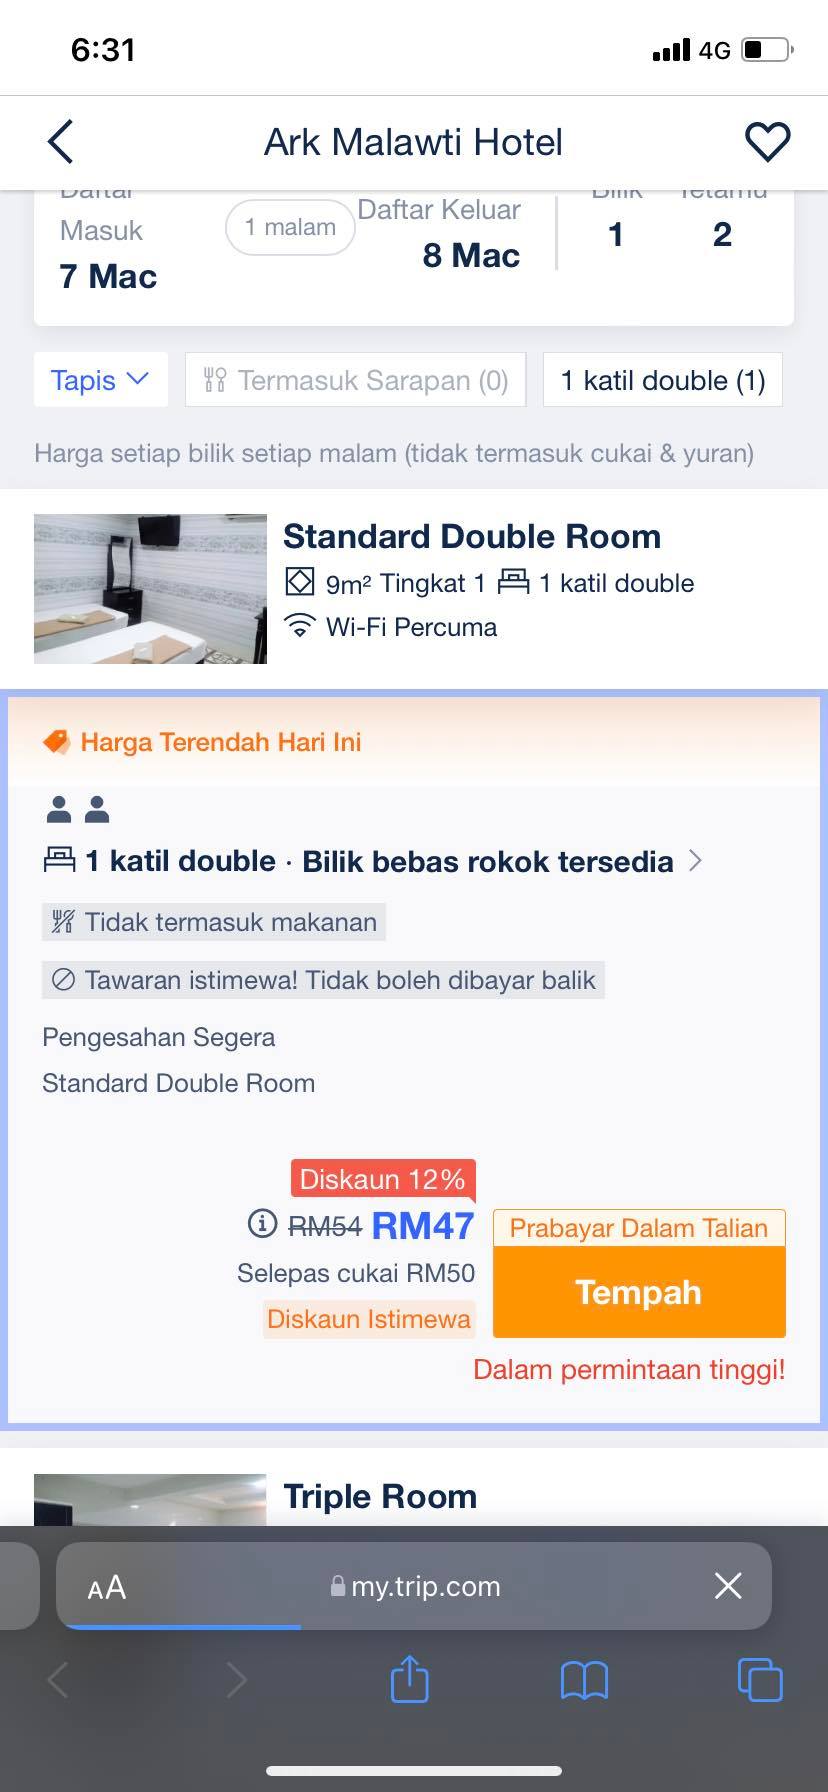 6:31
4G
Ark Malawti Hotel
Daftar
Masuk
7 Mac
1 malam
Daftar Keluar
8 Mac
Bilik
1
Tetamu
2
Tapis
Termasuk Sarapan (0)
1 katil double (1)
Harga setiap bilik setiap malam (tidak termasuk cukai & yuran)
Standard Double Room
9m² Tingkat 1 1 katil double
Wi-Fi Percuma
Harga Terendah Hari Ini
1 katil double · Bilik bebas rokok tersedia
Tidak termasuk makanan
Tawaran istimewa! Tidak boleh dibayar balik
Pengesahan Segera
Standard Double Room
Diskaun 12%
RM54 RM47
Selepas cukai RM50
Diskaun Istimewa
Prabayar Dalam Talian
Tempah
Dalam permintaan tinggi!
Triple Room
AA
my.trip.com